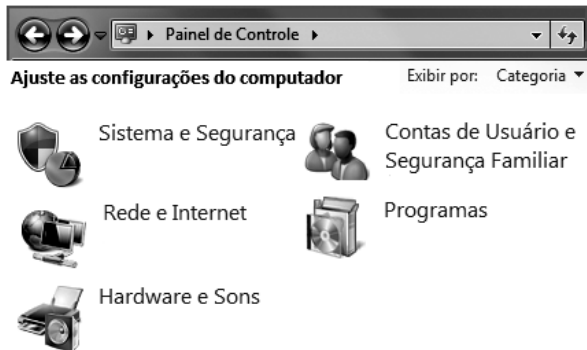 Painel de Controle
Ajuste as configurações do computador
Exibir por: Categoria
Sistema e Segurança
Contas de Usuário e
Segurança Familiar
Rede e Internet
Programas
Hardware e Sons